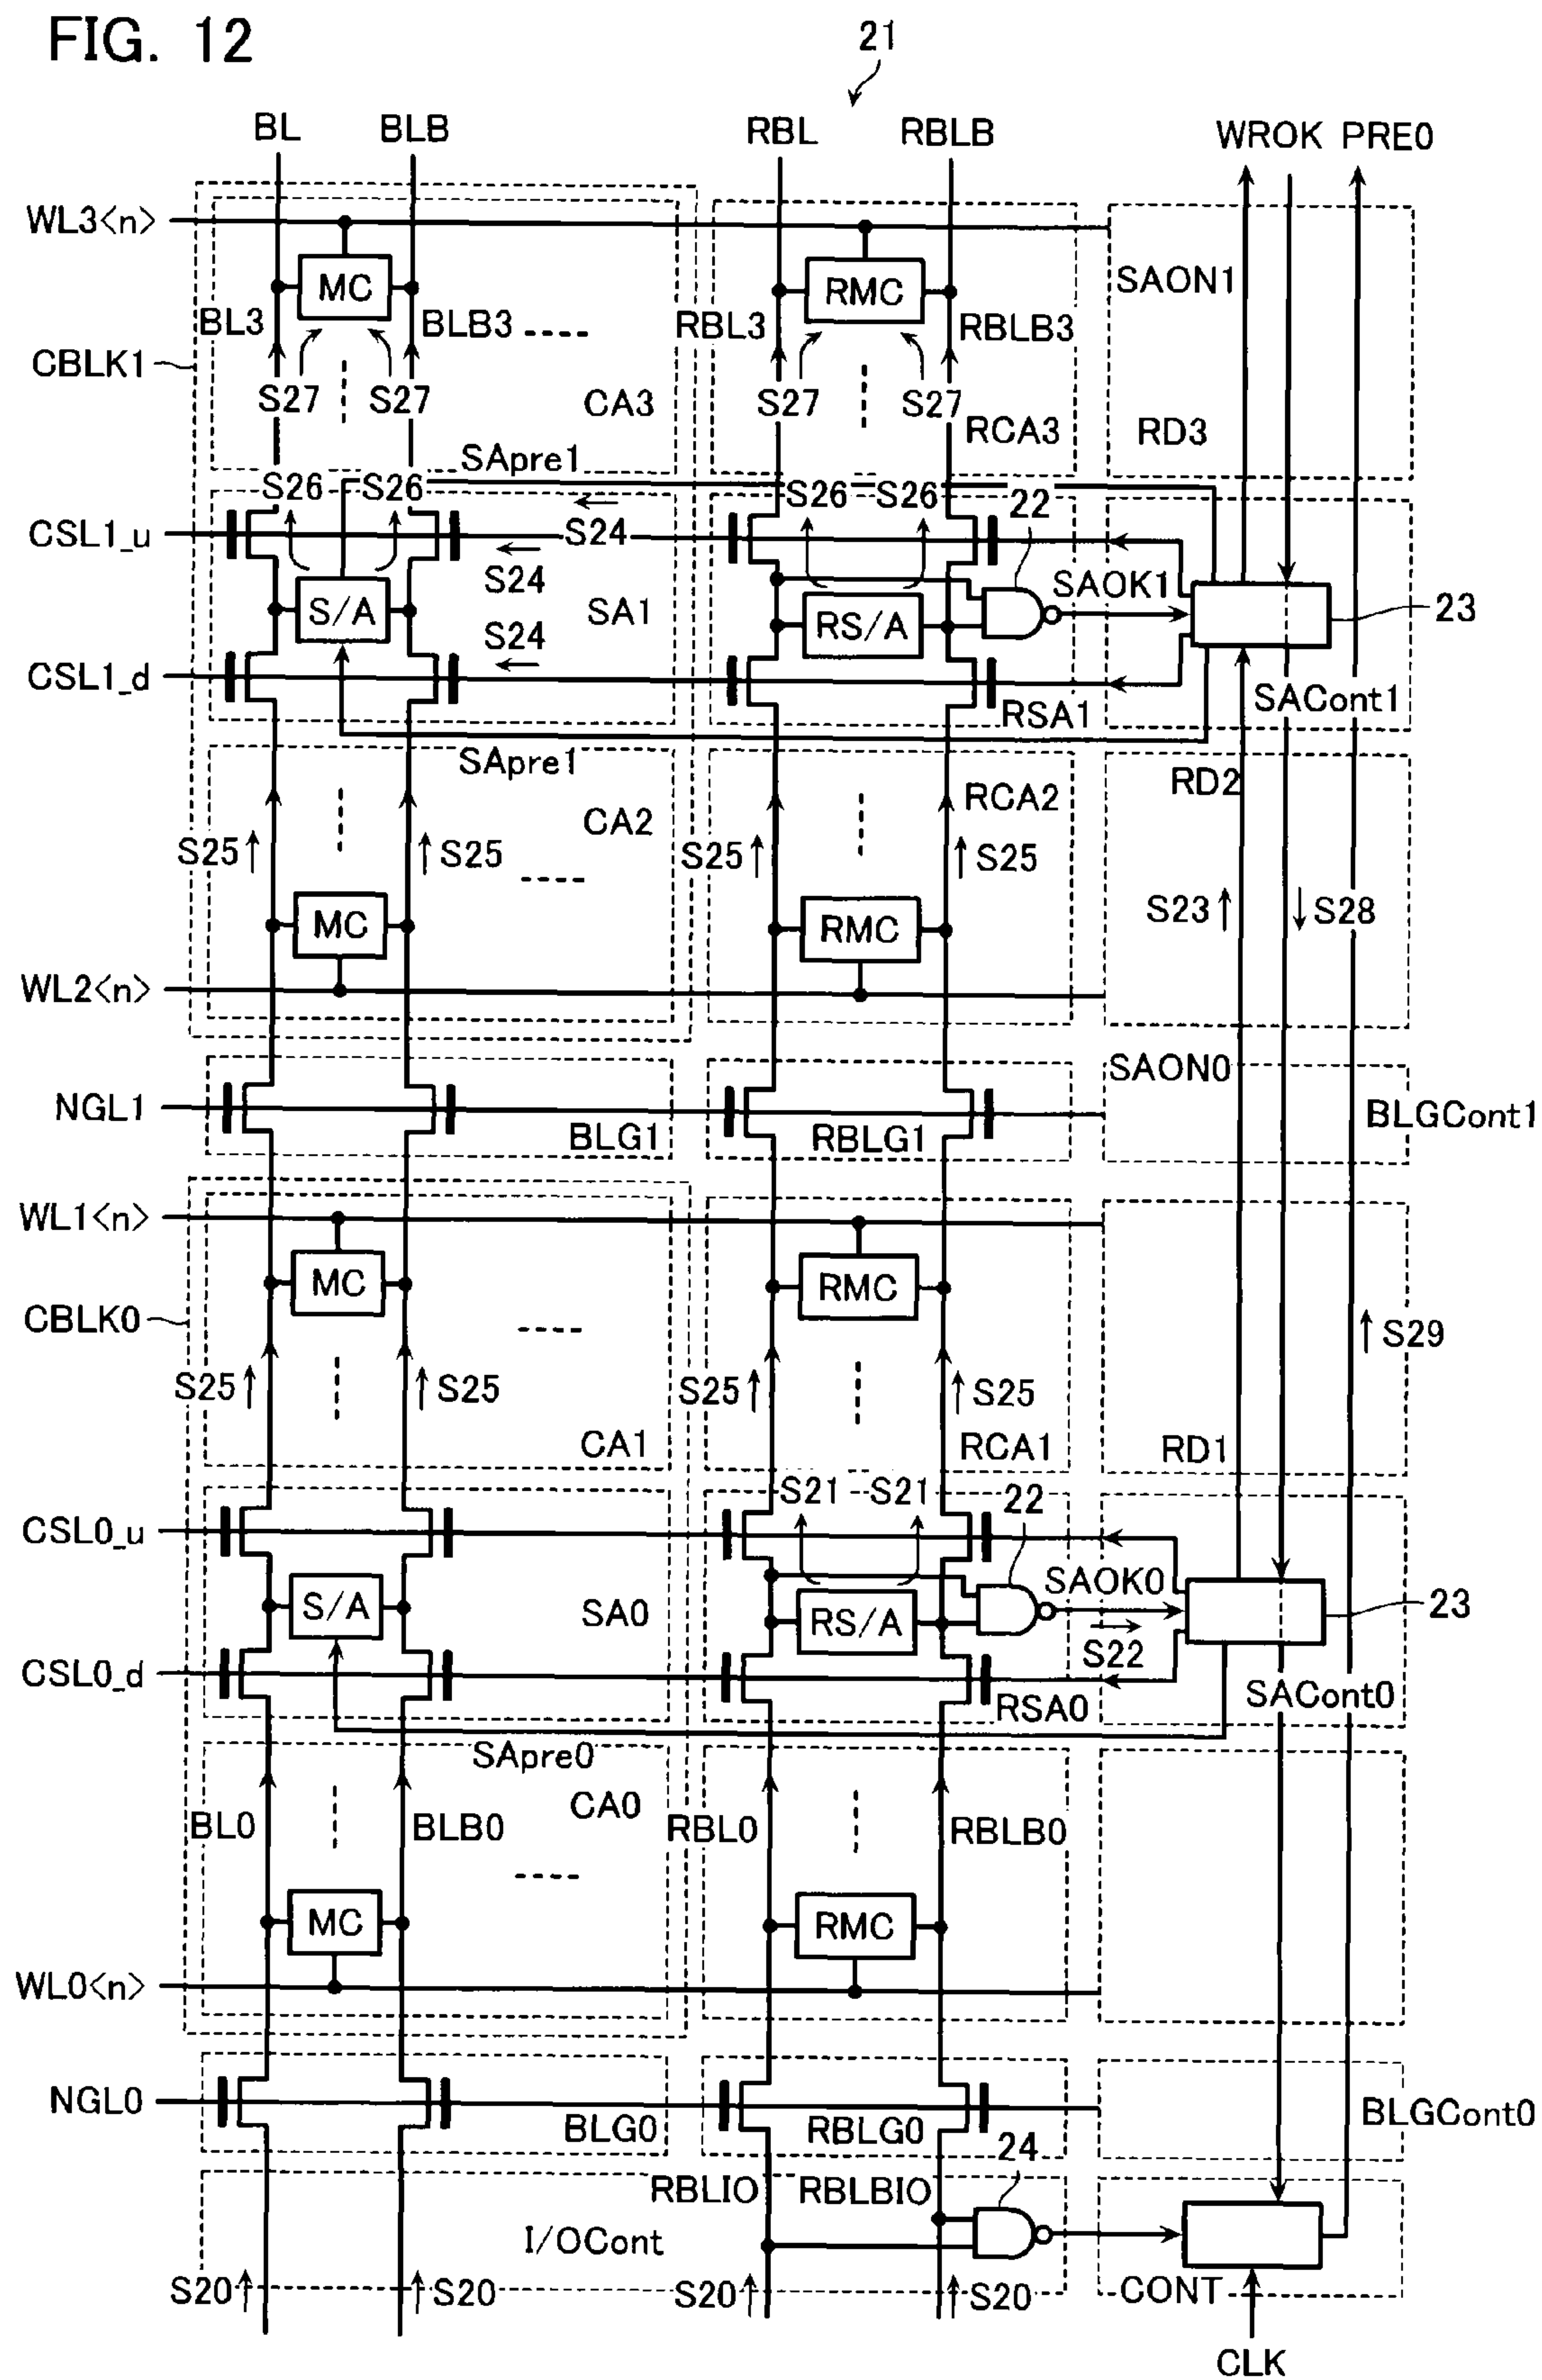 FIG. 12
21
BL BLB RBL RBLB WROK PRE0
WL3<n>
MC RMC SAON1
BL3 BLB3 RBL3 RBLB3
CBLK1
S27 S27 CA3 S27 S27 RCA3 RD3
SApre1
S26 S26 S26 S26 22
CSL1_u S24
S24 SAOK1
S/A SA1 RS/A 23
S24
CSL1_d RSA1 SACont1
SApre1 RD2
CA2 RCA2
S25 S25 S25 S25
MC RMC S23 S28
WL2<n>
SAON0
NGL1 BLG1 RBLG1 BLGCont1
WL1<n>
MC RMC
CBLK0 S29
S25 S25 S25 S25
CA1 RCA1 RD1
S21 S21 22
CSL0_u
SAOK0
S/A SA0 RS/A S22 23
CSL0_d RSA0 SACont0
SApre0
CA0
BL0 BLB0 RBL0 RBLB0
MC RMC
WL0<n>
NGL0 BLG0 RBLG0 BLGCont0
24
RBLIO RBLBIO
I/OCont
S20 S20 S20 S20 CONT
CLK